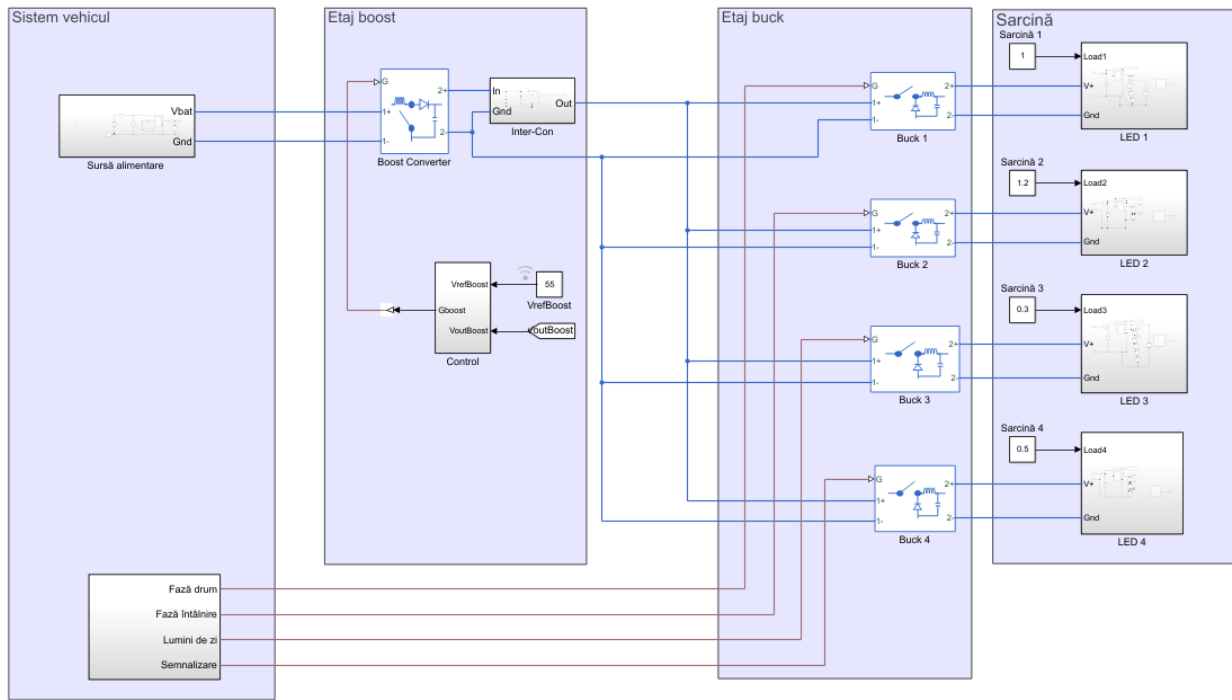 Sistem vehicul
Vbat
Gnd
Sursă alimentare
Fază drum
Fază întâlnire
Lumini de zi
Semnalizare
Etaj boost
G
1+
1-
2+
2-
Boost Converter
In
Gnd
Out
Inter-Con
VrefBoost
Gboost
VoutBoost
Control
55
VrefBoost
voutBoost
Etaj buck
G
1+
1-
2+
2-
Buck 1
G
1+
1-
2+
2-
Buck 2
G
1+
1-
2+
2-
Buck 3
G
1+
1-
2+
2-
Buck 4
Sarcină
Sarcină 1
1
Load1
V+
Gnd
LED 1
Sarcină 2
1.2
Load2
V+
Gnd
LED 2
Sarcină 3
0.3
Load3
V+
Gnd
LED 3
Sarcină 4
0.5
Load4
V+
Gnd
LED 4